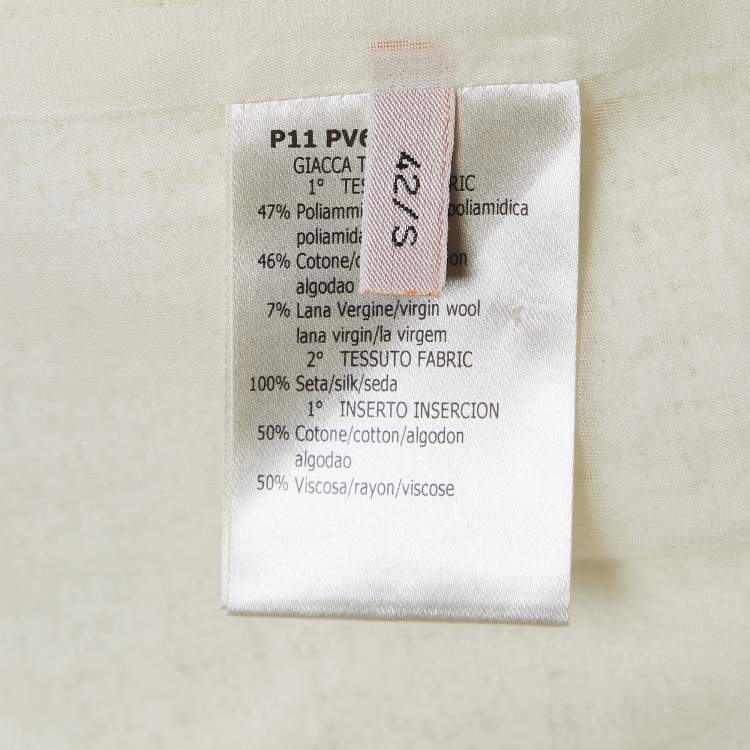 P11 PV6
GIACCA T
1° TES RIC
47% Poliammi poliamidica
poliamida
46% Cotone/c on
algodao
7% Lana Vergine/virgin wool
lana virgin/la virgem
2° TESSUTO FABRIC
100% Seta/silk/seda
1° INSERTO INSERCION
50% Cotone/cotton/algodon
algodao
50% Viscosa/rayon/viscose
42/S